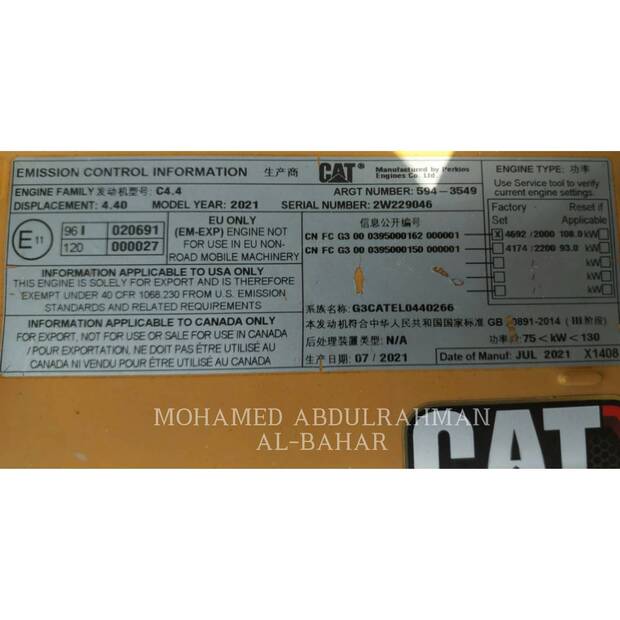 EMISSION CONTROL INFORMATION 生产商 CAT Manufactured by Perkins Engines Co. Ltd.
ENGINE FAMILY 发动机型号: C4.4 ARGT NUMBER: 594-3549
DISPLACEMENT: 4.40 MODEL YEAR: 2021 SERIAL NUMBER: 2W229046
E 11
96 I 020691
120 000027
EU ONLY
(EM-EXP) ENGINE NOT
FOR USE IN EU NON-
ROAD MOBILE MACHINERY
INFORMATION APPLICABLE TO USA ONLY
THIS ENGINE IS SOLELY FOR EXPORT AND IS THEREFORE
EXEMPT UNDER 40 CFR 1068.230 FROM U.S. EMISSION
STANDARDS AND RELATED REQUIREMENTS
INFORMATION APPLICABLE TO CANADA ONLY
FOR EXPORT, NOT FOR USE OR SALE IN CANADA
/ POUR EXPORTATION. NE DOIT PAS ÉTRE UTILISÉ AU
CANADA NI VENDU POUR ÊTRE UTILISÉ AU CANADA
信息公开编号
CN FC G3 00 0395000162 000001
CN FC G3 00 0395000150 000001
系族名称: G3CATEL0440266
本发动机符合中华人民共和国国家标准 GB 891-2014 (III阶段)
后处理装置类型: N/A 功率: 75 < kW < 130
生产日期: 07 / 2021 Date of Manuf: JUL 2021 X1408
ENGINE TYPE: 功率
Use Service tool to verify
current engine settings.
Factory Set Reset if Applicable
X 4692 / 2000 108.0 kW
4174 / 2200 93.0 kW
kW
kW
MOHAMED ABDULRAHMAN
AL-BAHAR
CAT